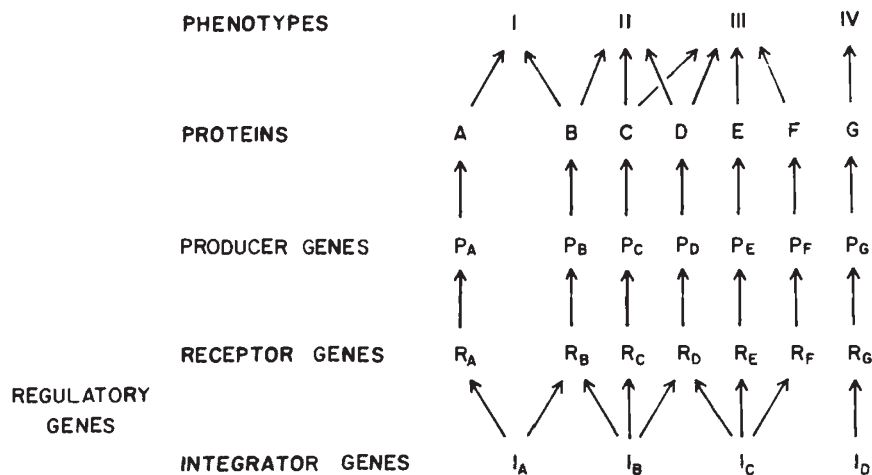 PHENOTYPES I II III IV
PROTEINS A B C D E F G
PRODUCER GENES PA PB PC PD PE PF PG
RECEPTOR GENES RA RB RC RD RE RF RG
REGULATORY
GENES
INTEGRATOR GENES IA IB IC ID